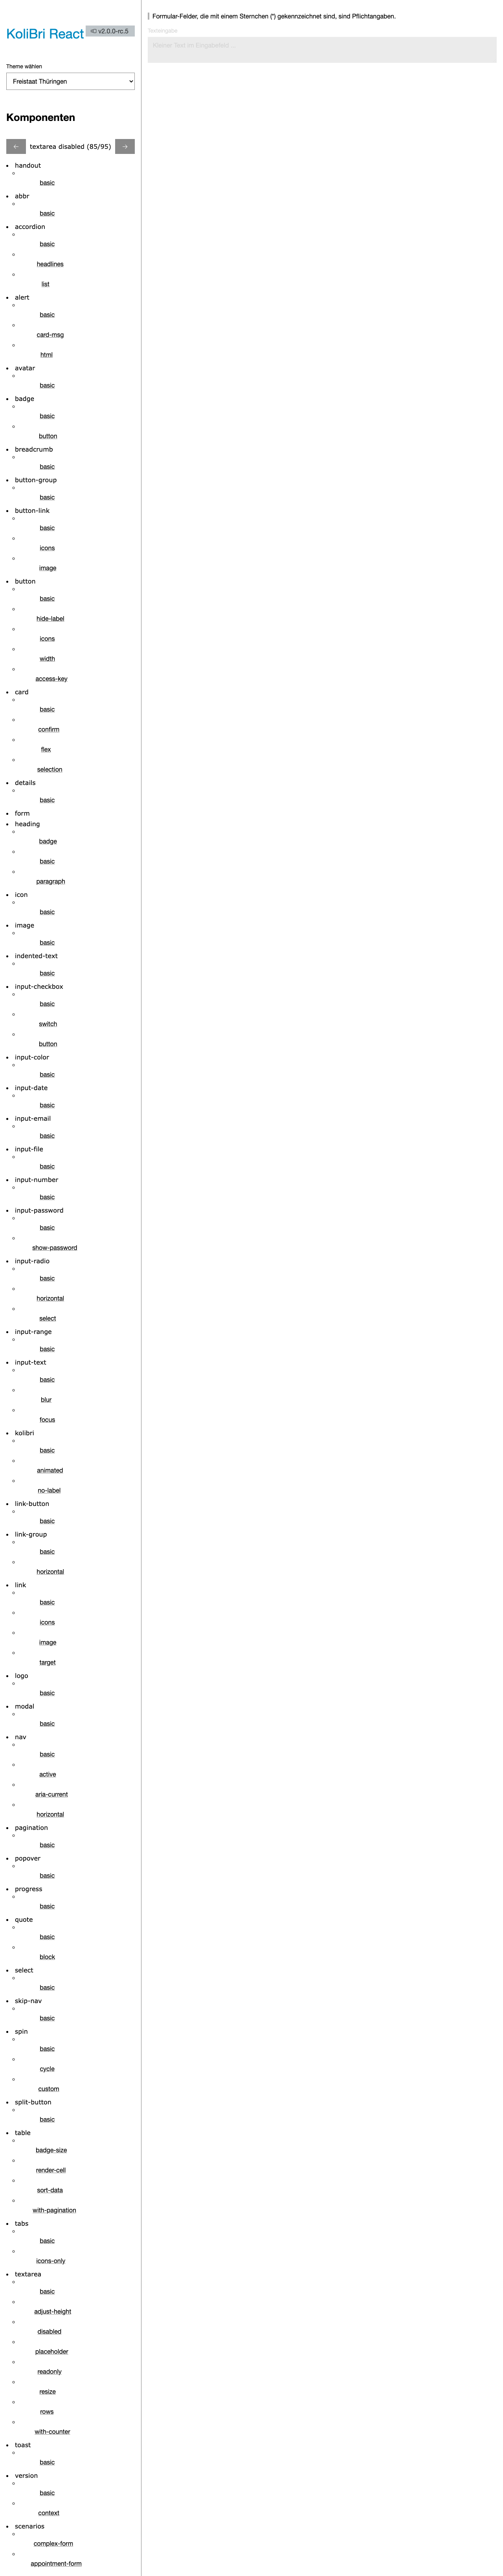 KoliBri React
v2.0.0-rc.5
Theme wählen
Freistaat Thüringen
Komponenten
← textarea disabled (85/95) →
handout
basic
abbr
basic
accordion
basic
headlines
list
alert
basic
card-msg
html
avatar
basic
badge
basic
button
breadcrumb
basic
button-group
basic
button-link
basic
icons
image
button
basic
hide-label
icons
width
access-key
card
basic
confirm
flex
selection
details
basic
form
heading
badge
basic
paragraph
icon
basic
image
basic
indented-text
basic
input-checkbox
basic
switch
button
input-color
basic
input-date
basic
input-email
basic
input-file
basic
input-number
basic
input-password
basic
show-password
input-radio
basic
horizontal
select
input-range
basic
input-text
basic
blur
focus
kolibri
basic
animated
no-label
link-button
basic
link-group
basic
horizontal
link
basic
icons
image
target
logo
basic
modal
basic
nav
basic
active
aria-current
horizontal
pagination
basic
popover
basic
progress
basic
quote
basic
block
select
basic
skip-nav
basic
spin
basic
cycle
custom
split-button
basic
table
badge-size
render-cell
sort-data
with-pagination
tabs
basic
icons-only
textarea
basic
adjust-height
disabled
placeholder
readonly
resize
rows
with-counter
toast
basic
version
basic
context
scenarios
complex-form
appointment-form
Formular-Felder, die mit einem Sternchen (*) gekennzeichnet sind, sind Pflichtangaben.
Texteingabe
Kleiner Text im Eingabefeld ...